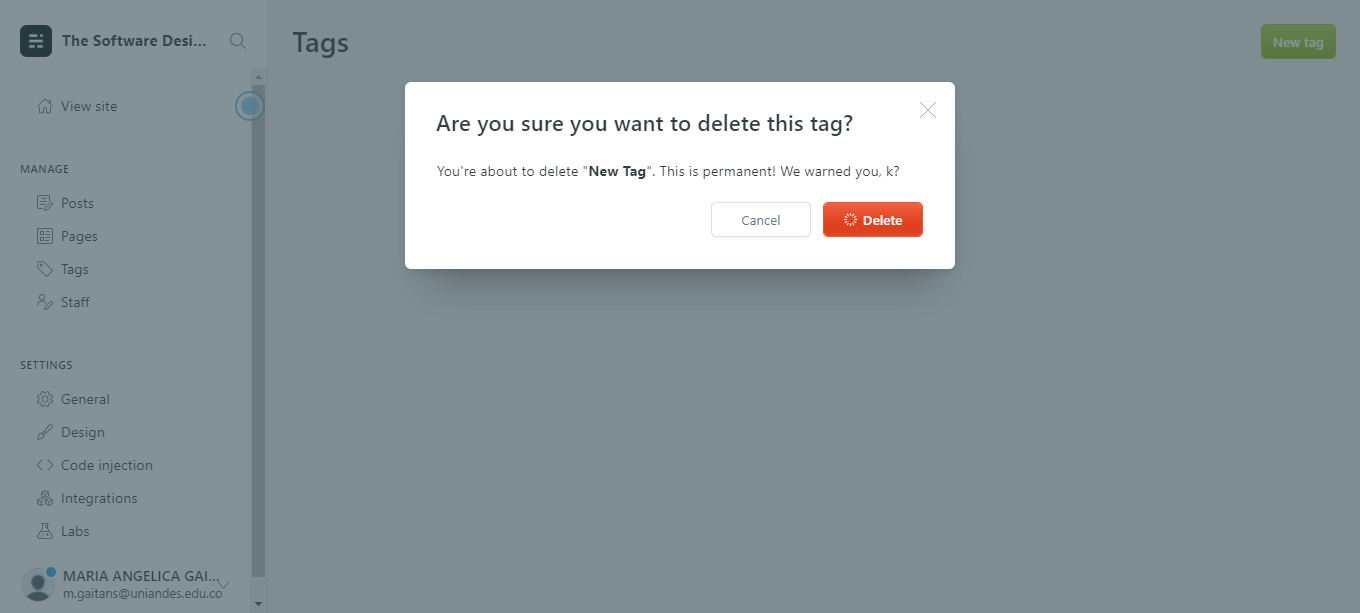 The Software Desi...
Tags
New tag
View site
Are you sure you want to delete this tag?
You're about to delete "New Tag". This is permanent! We warned you, k?
Cancel
Delete
MANAGE
Posts
Pages
Tags
Staff
SETTINGS
General
Design
Code injection
Integrations
Labs
MARIA ANGELICA GAI...
m.gaitans@uniandes.edu.co